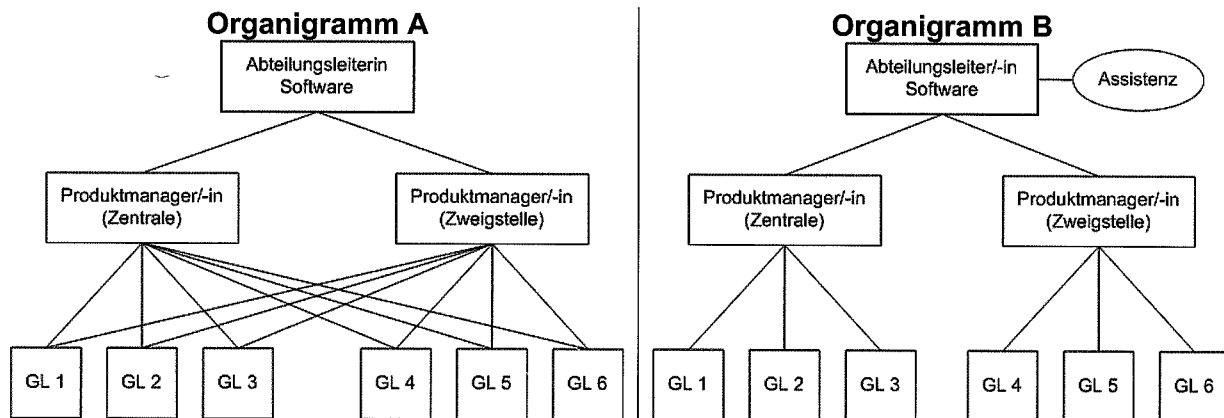 Organigramm A
Abteilungsleiterin
Software
Produktmanager/-in
(Zentrale)
Produktmanager/-in
(Zweigstelle)
GL 1
GL 2
GL 3
GL 4
GL 5
GL 6
Organigramm B
Abteilungsleiter/-in
Software
Assistenz
Produktmanager/-in
(Zentrale)
Produktmanager/-in
(Zweigstelle)
GL 1
GL 2
GL 3
GL 4
GL 5
GL 6